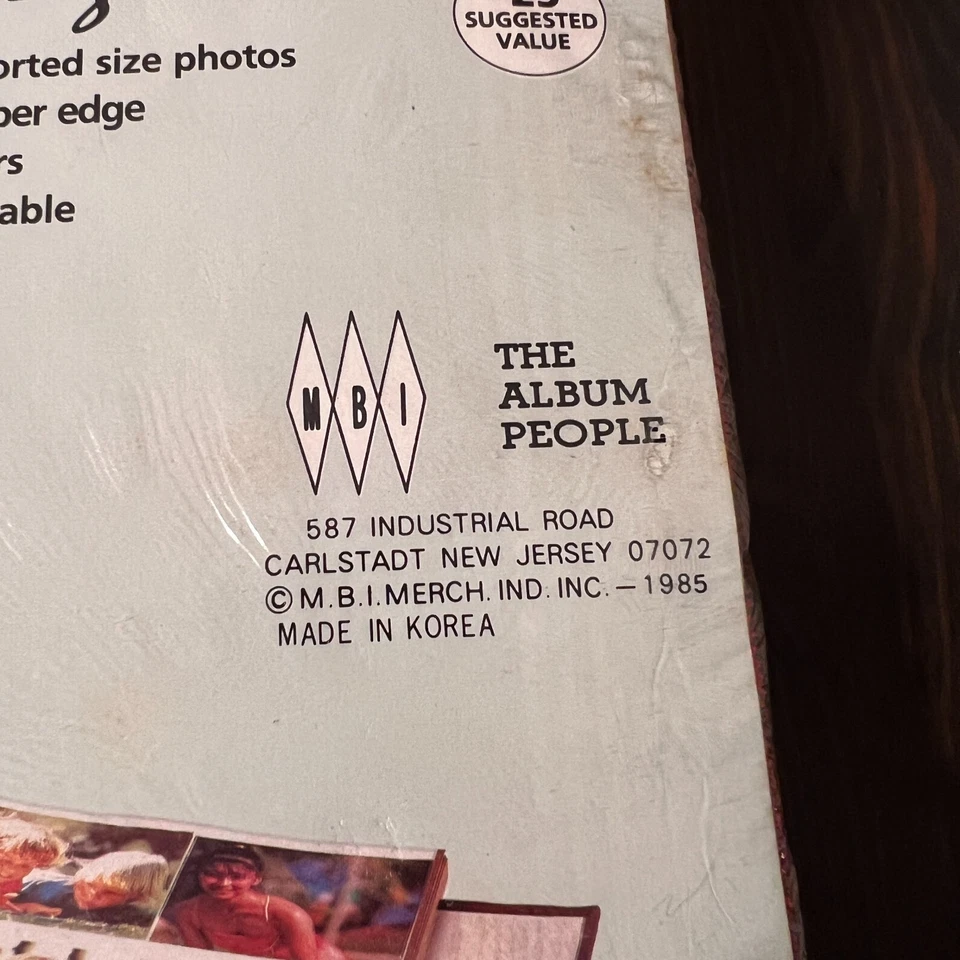 SUGGESTED
VALUE
orted size photos
per edge
rs
able
M B I
THE
ALBUM
PEOPLE
587 INDUSTRIAL ROAD
CARLSTADT NEW JERSEY 07072
© M.B.I. MERCH. IND. INC. — 1985
MADE IN KOREA